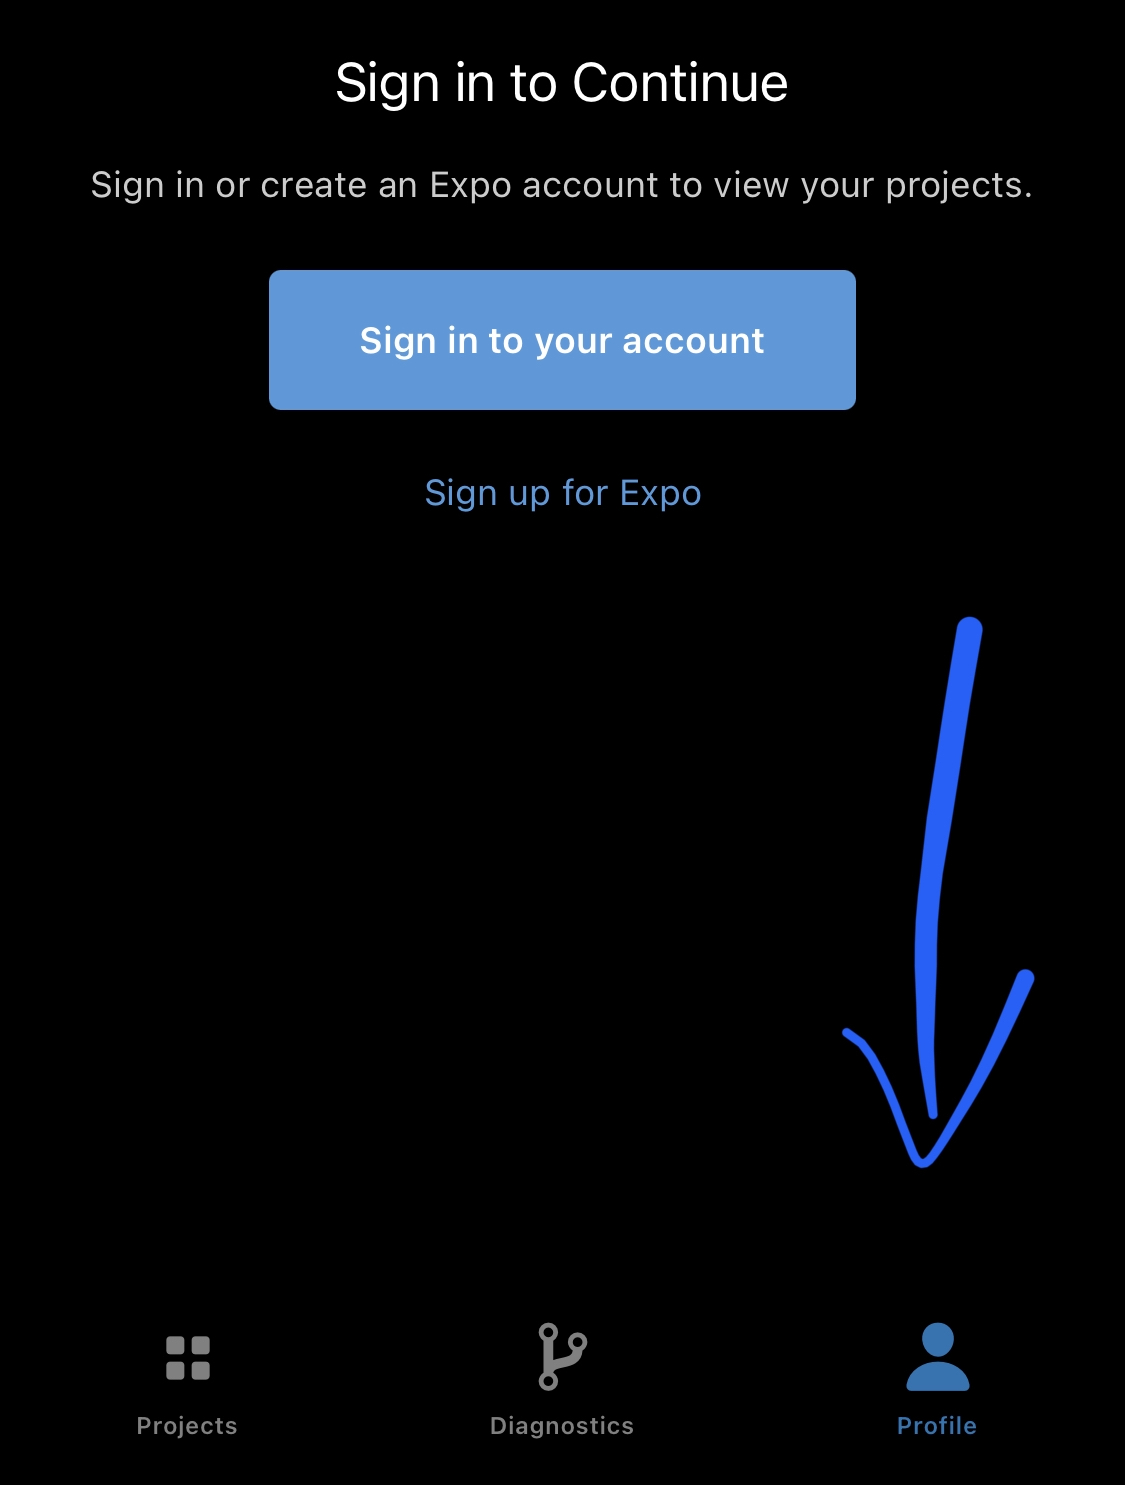 Sign in to Continue
Sign in or create an Expo account to view your projects.
Sign in to your account
Sign up for Expo
Projects
Diagnostics
Profile